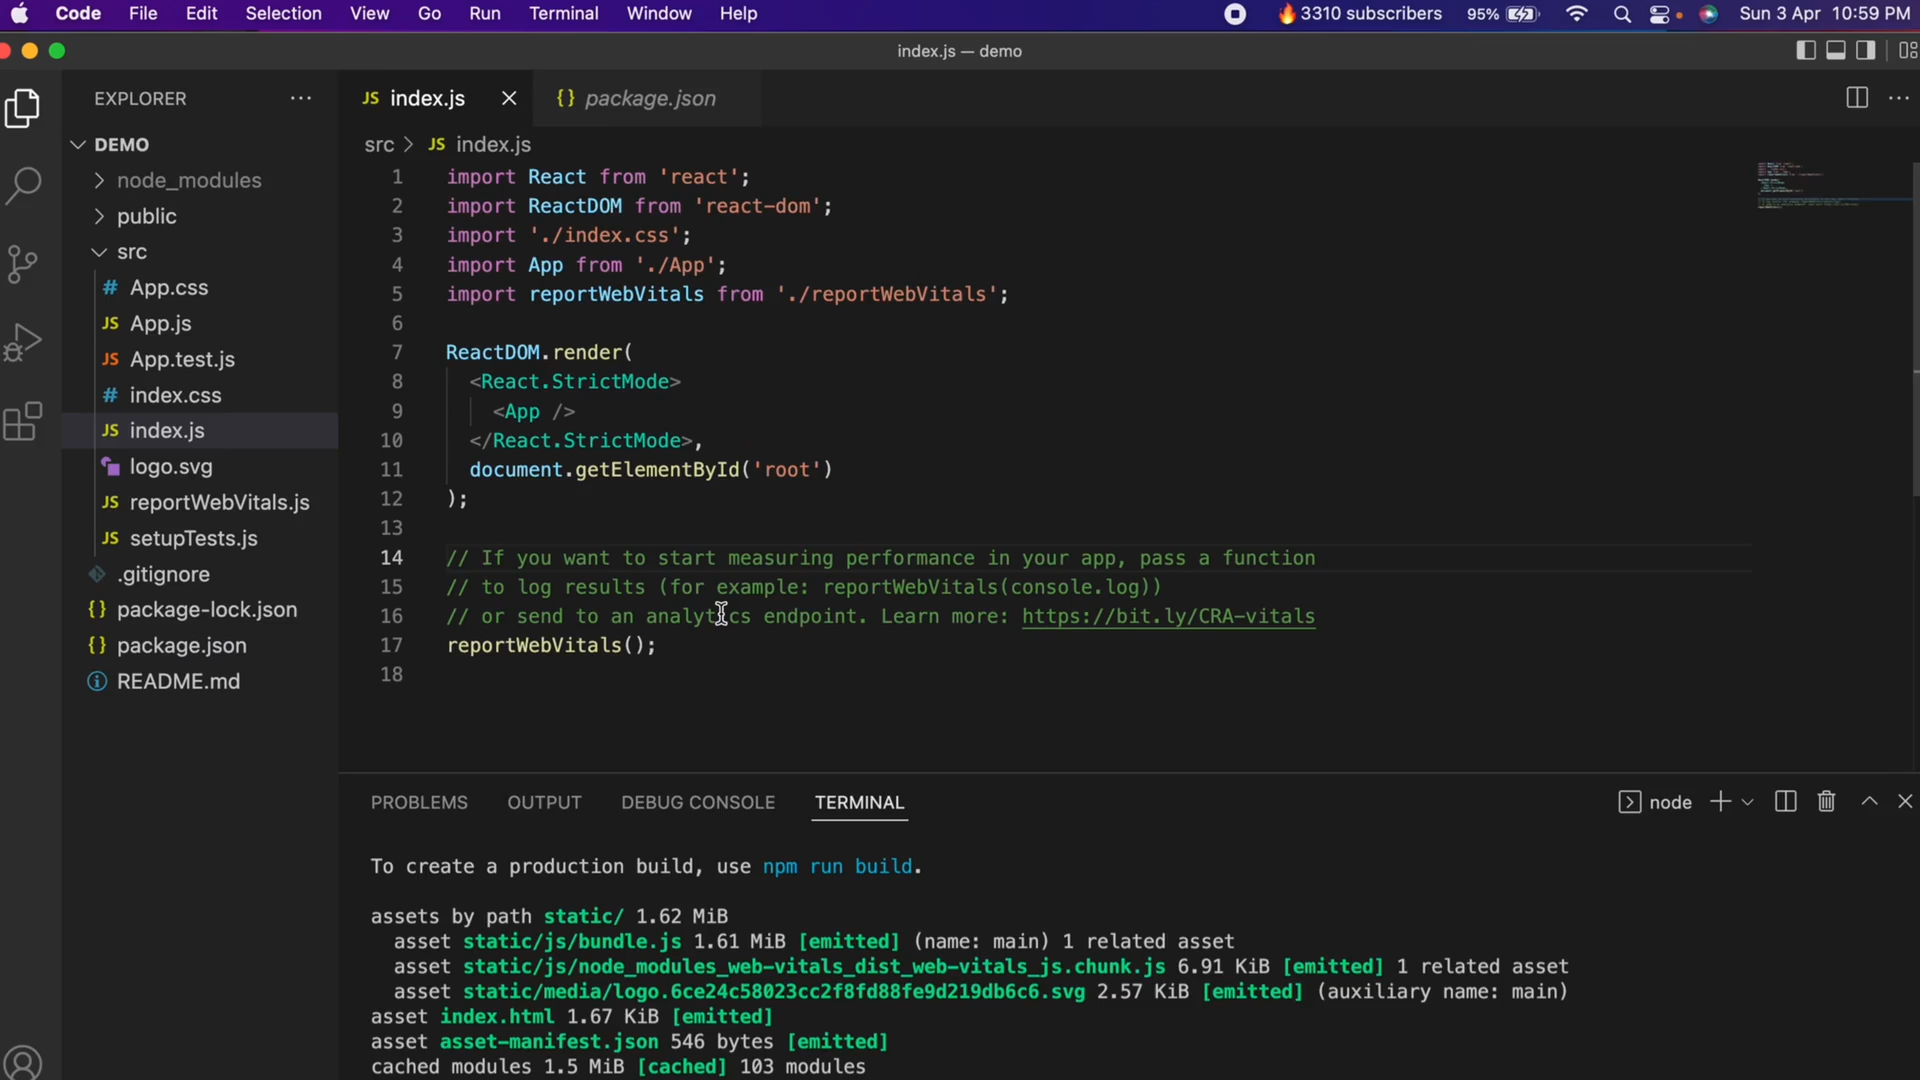 Code File Edit Selection View Go Run Terminal Window Help 🔥3310 subscribers 95% Sun 3 Apr 10:59 PM
index.js — demo
EXPLORER ···
JS index.js
{} package.json
DEMO
node_modules
public
src
# App.css
JS App.js
JS App.test.js
# index.css
JS index.js
logo.svg
JS reportWebVitals.js
JS setupTests.js
.gitignore
{} package-lock.json
{} package.json
README.md
src > JS index.js
1 import React from 'react';
2 import ReactDOM from 'react-dom';
3 import './index.css';
4 import App from './App';
5 import reportWebVitals from './reportWebVitals';
6
7 ReactDOM.render(
8 <React.StrictMode>
9 <App />
10 </React.StrictMode>,
11 document.getElementById('root')
12 );
13
14 // If you want to start measuring performance in your app, pass a function
15 // to log results (for example: reportWebVitals(console.log))
16 // or send to an analytics endpoint. Learn more: https://bit.ly/CRA-vitals
17 reportWebVitals();
18
PROBLEMS OUTPUT DEBUG CONSOLE TERMINAL node
To create a production build, use npm run build.
assets by path static/ 1.62 MiB
asset static/js/bundle.js 1.61 MiB [emitted] (name: main) 1 related asset
asset static/js/node_modules_web-vitals_dist_web-vitals_js.chunk.js 6.91 KiB [emitted] 1 related asset
asset static/media/logo.6ce24c58023cc2f8fd88fe9d219db6c6.svg 2.57 KiB [emitted] (auxiliary name: main)
asset index.html 1.67 KiB [emitted]
asset asset-manifest.json 546 bytes [emitted]
cached modules 1.5 MiB [cached] 103 modules